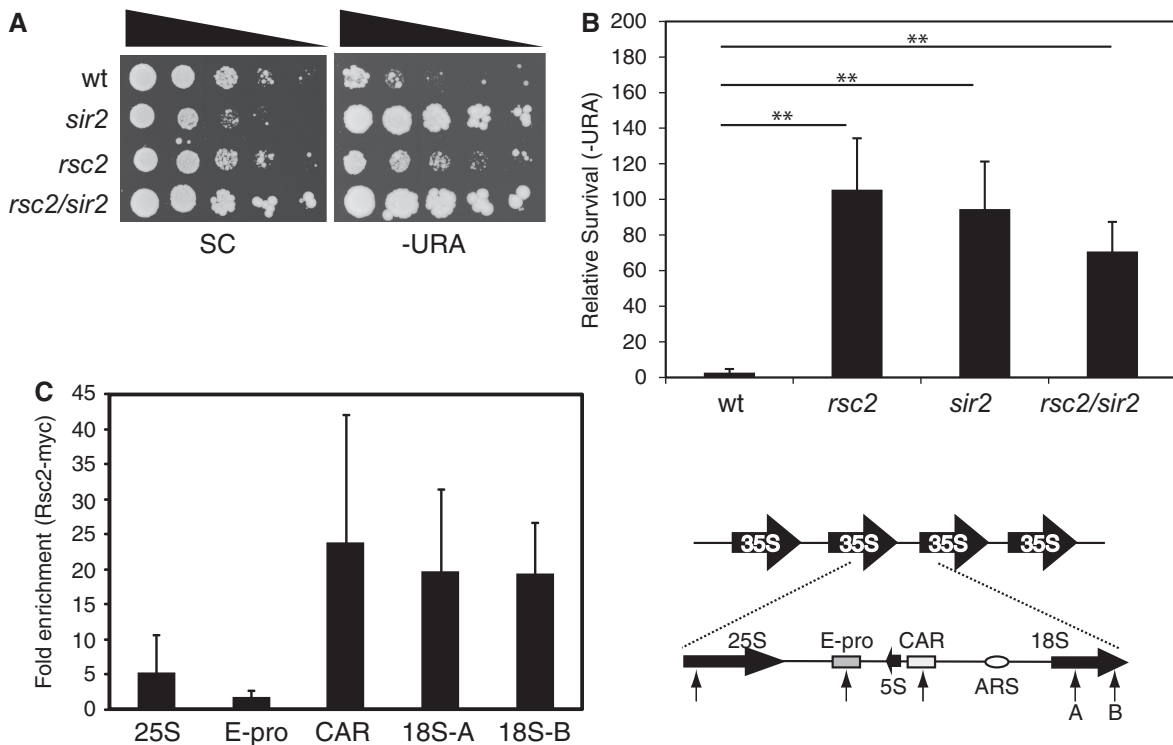 A
wt
sir2
rsc2
rsc2/sir2
SC
-URA
B
Relative Survival (-URA)
200
180
160
140
120
100
80
60
40
20
0
**
**
**
wt
rsc2
sir2
rsc2/sir2
C
Fold enrichment (Rsc2-myc)
45
40
35
30
25
20
15
10
5
0
25S
E-pro
CAR
18S-A
18S-B
35S
35S
35S
35S
25S
E-pro
CAR
18S
5S
ARS
A
B